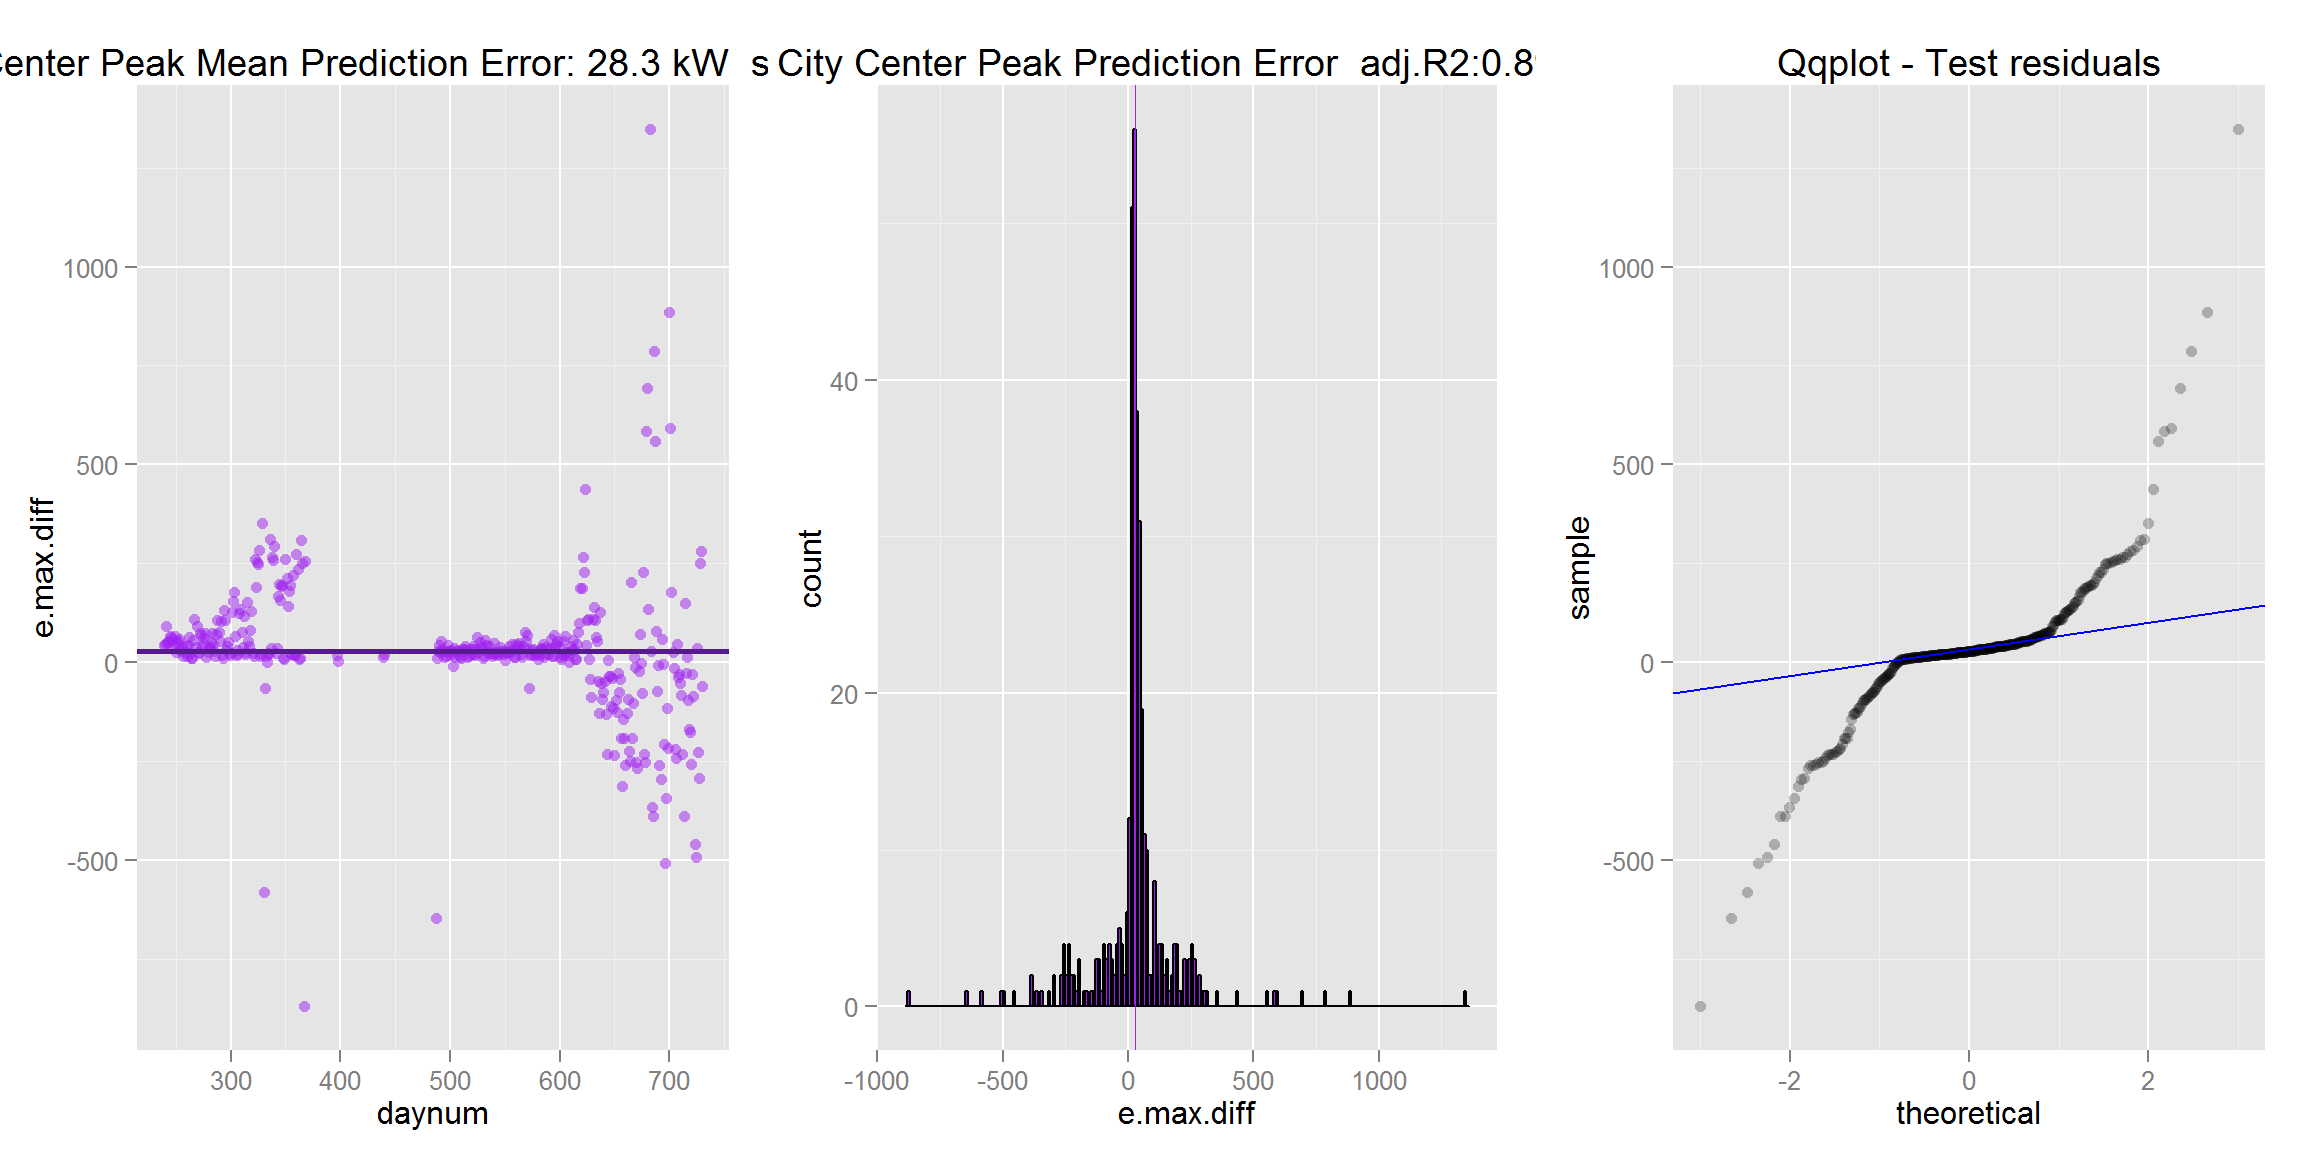 Center Peak Mean Prediction Error: 28.3 kW
s City Center Peak Prediction Error adj.R2:0.8
Qqplot - Test residuals
e.max.diff
1000
500
0
-500
300 400 500 600 700
daynum
count
40
20
0
-1000 -500 0 500 1000
e.max.diff
sample
1000
500
0
-500
-2 0 2
theoretical